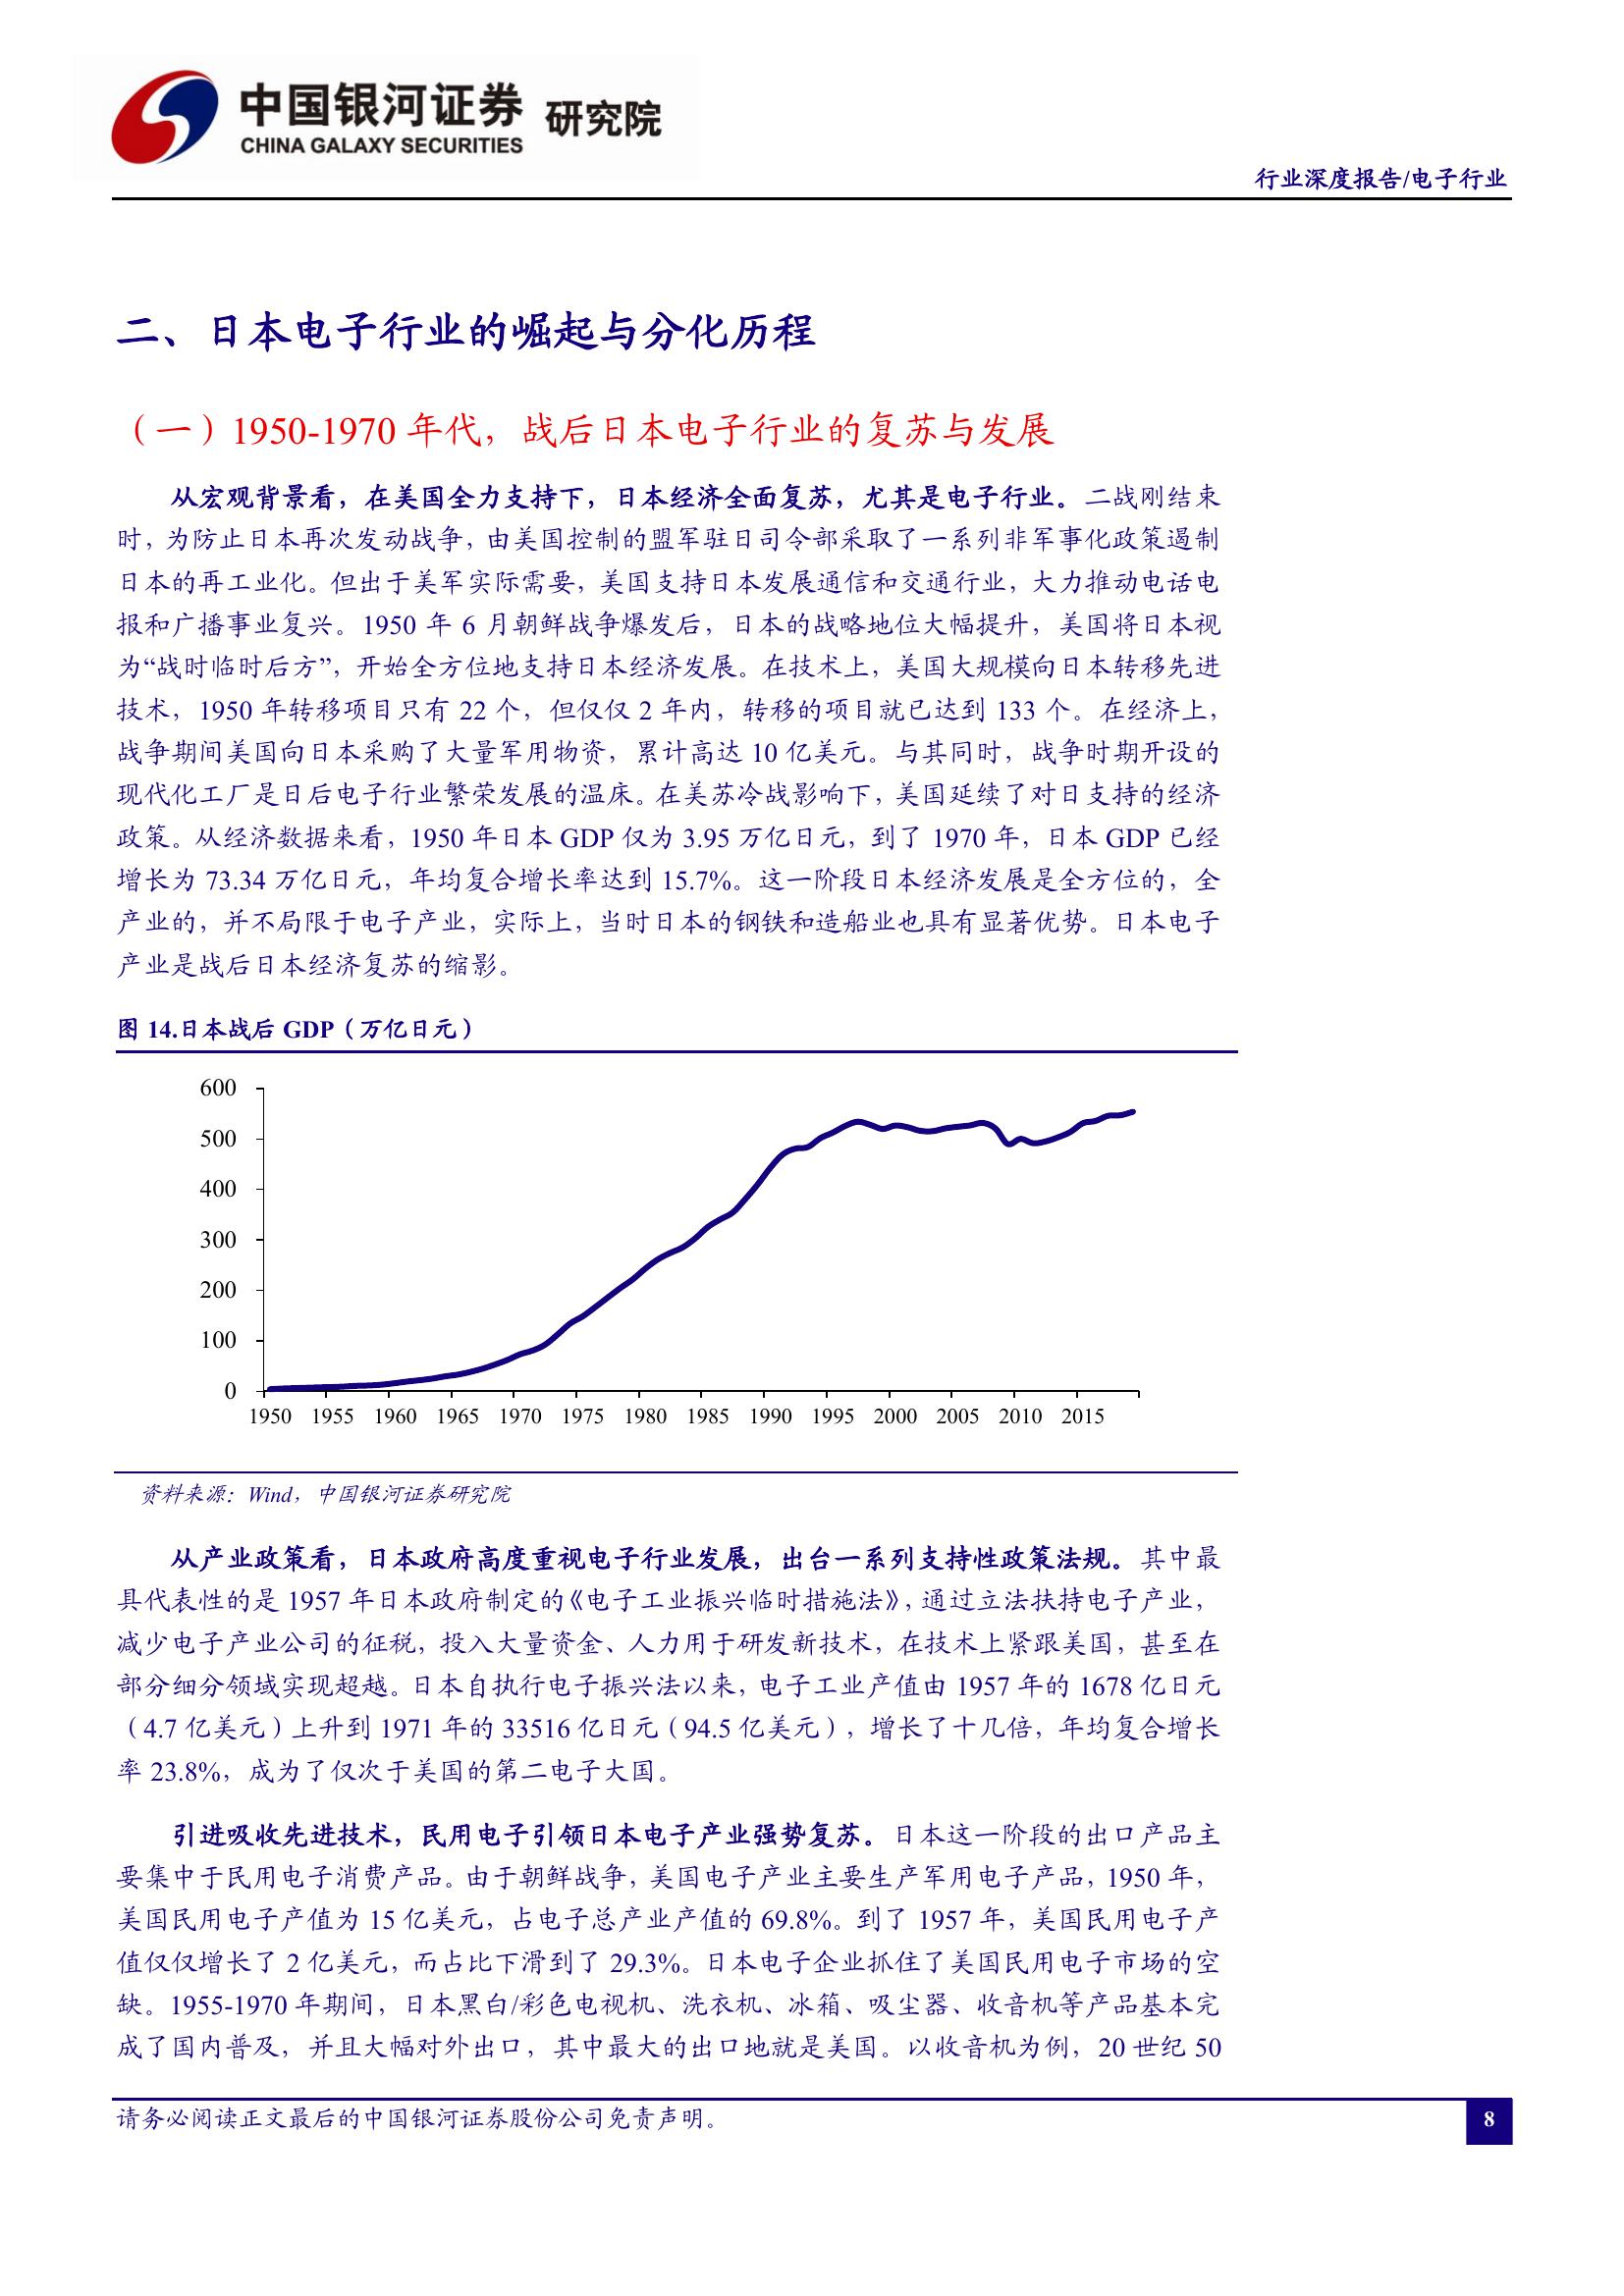 中国银河证券 研究院
CHINA GALAXY SECURITIES
行业深度报告/电子行业
二、日本电子行业的崛起与分化历程
（一）1950-1970 年代，战后日本电子行业的复苏与发展
从宏观背景看，在美国全力支持下，日本经济全面复苏，尤其是电子行业。二战刚结束
时，为防止日本再次发动战争，由美国控制的盟军驻日司令部采取了一系列非军事化政策遏制
日本的再工业化。但出于美军实际需要，美国支持日本发展通信和交通行业，大力推动电话电
报和广播事业复兴。1950 年 6 月朝鲜战争爆发后，日本的战略地位大幅提升，美国将日本视
为“战时临时后方”，开始全方位地支持日本经济发展。在技术上，美国大规模向日本转移先进
技术，1950 年转移项目只有 22 个，但仅仅 2 年内，转移的项目就已达到 133 个。在经济上，
战争期间美国向日本采购了大量军用物资，累计高达 10 亿美元。与其同时，战争时期开设的
现代化工厂是日后电子行业繁荣发展的温床。在美苏冷战影响下，美国延续了对日支持的经济
政策。从经济数据来看，1950 年日本 GDP 仅为 3.95 万亿日元，到了 1970 年，日本 GDP 已经
增长为 73.34 万亿日元，年均复合增长率达到 15.7%。这一阶段日本经济发展是全方位的，全
产业的，并不局限于电子产业，实际上，当时日本的钢铁和造船业也具有显著优势。日本电子
产业是战后日本经济复苏的缩影。
图 14.日本战后 GDP（万亿日元）
600
500
400
300
200
100
0
1950 1955 1960 1965 1970 1975 1980 1985 1990 1995 2000 2005 2010 2015
资料来源：Wind，中国银河证券研究院
从产业政策看，日本政府高度重视电子行业发展，出台一系列支持性政策法规。其中最
具代表性的是 1957 年日本政府制定的《电子工业振兴临时措施法》，通过立法扶持电子产业，
减少电子产业公司的征税，投入大量资金、人力用于研发新技术，在技术上紧跟美国，甚至在
部分细分领域实现超越。日本自执行电子振兴法以来，电子工业产值由 1957 年的 1678 亿日元
（4.7 亿美元）上升到 1971 年的 33516 亿日元（94.5 亿美元），增长了十几倍，年均复合增长
率 23.8%，成为了仅次于美国的第二电子大国。
引进吸收先进技术，民用电子引领日本电子产业强势复苏。日本这一阶段的出口产品主
要集中于民用电子消费产品。由于朝鲜战争，美国电子产业主要生产军用电子产品，1950 年，
美国民用电子产值为 15 亿美元，占电子总产业产值的 69.8%。到了 1957 年，美国民用电子产
值仅仅增长了 2 亿美元，而占比下滑到了 29.3%。日本电子企业抓住了美国民用电子市场的空
缺。1955-1970 年期间，日本黑白/彩色电视机、洗衣机、冰箱、吸尘器、收音机等产品基本完
成了国内普及，并且大幅对外出口，其中最大的出口地就是美国。以收音机为例，20 世纪 50
请务必阅读正文最后的中国银河证券股份公司免责声明。
8